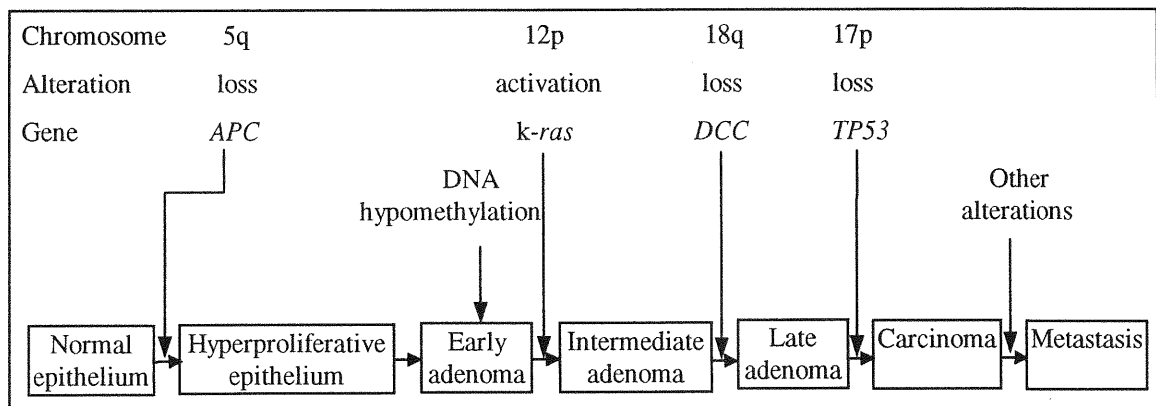 Chromosome 5q 12p 18q 17p
Alteration loss activation loss loss
Gene APC k-ras DCC TP53
DNA
hypomethylation
Other
alterations
Normal
epithelium
Hyperproliferative
epithelium
Early
adenoma
Intermediate
adenoma
Late
adenoma
Carcinoma
Metastasis